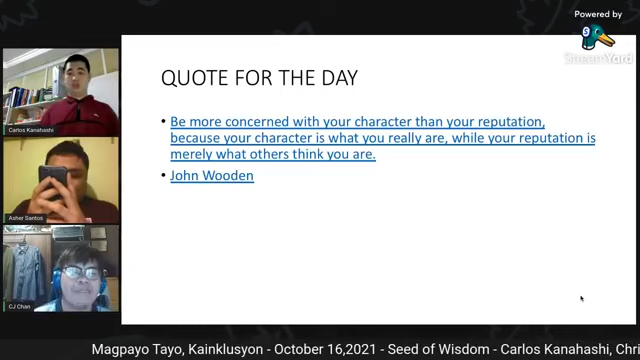 Powered by
StreamYard
QUOTE FOR THE DAY
• Be more concerned with your character than your reputation,
because your character is what you really are, while your reputation is
merely what others think you are.
• John Wooden
Carlos Kanahashi
Asher Santos
CJ Chan
Magpayo Tayo, Kainklusyon - October 16,2021 - Seed of Wisdom - Carlos Kanahashi, Chri